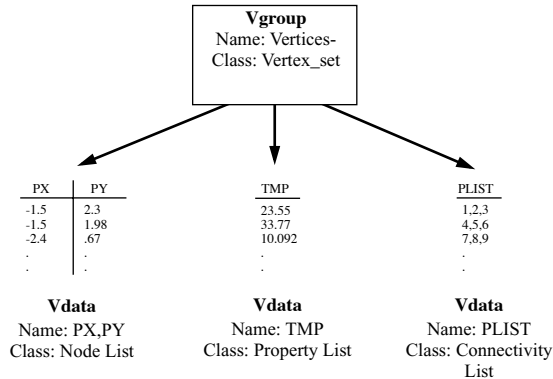 Vgroup
Name: Vertices-
Class: Vertex_set
PX PY
-1.5 2.3
-1.5 1.98
-2.4 .67
. .
. .
TMP
23.55
33.77
10.092
.
.
PLIST
1,2,3
4,5,6
7,8,9
.
.
Vdata
Name: PX,PY
Class: Node List
Vdata
Name: TMP
Class: Property List
Vdata
Name: PLIST
Class: Connectivity
List